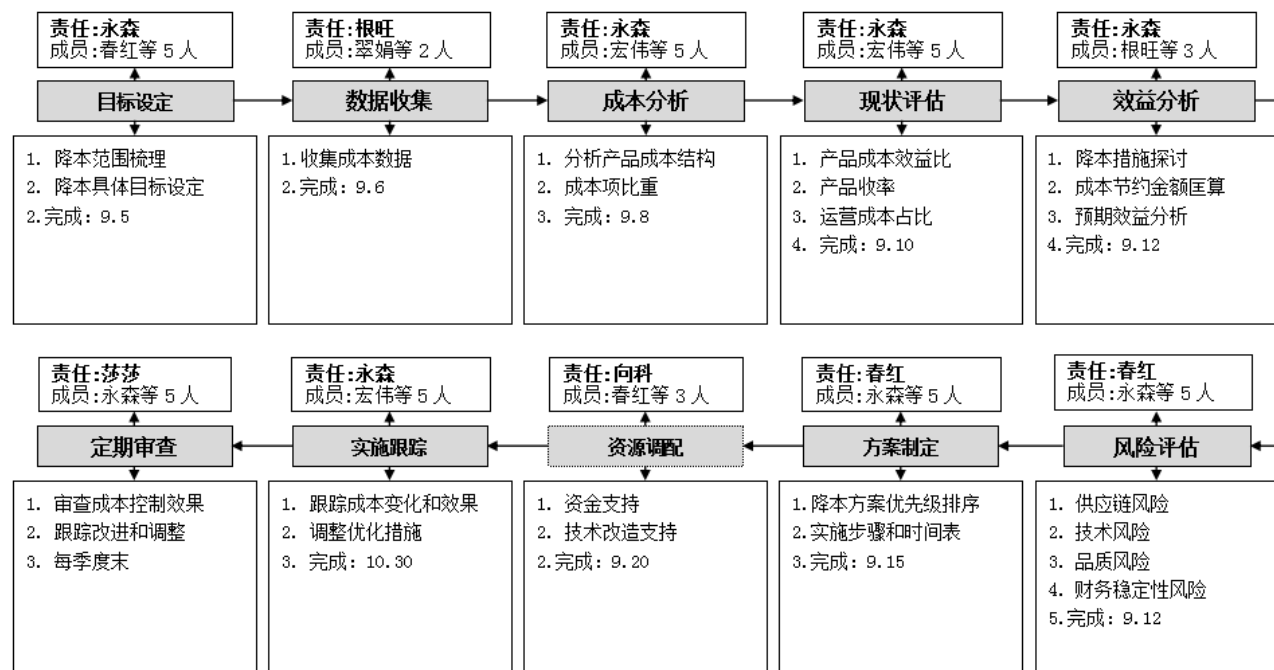 责任:永森
成员:春红等 5 人
目标设定
1. 降本范围梳理
2. 降本具体目标设定
2.完成: 9.5
责任:根旺
成员:翠娟等 2 人
数据收集
1.收集成本数据
2.完成: 9.6
责任:永森
成员:宏伟等 5 人
成本分析
1. 分析产品成本结构
2. 成本项比重
3. 完成: 9.8
责任:永森
成员:宏伟等 5 人
现状评估
1. 产品成本效益比
2. 产品收率
3. 运营成本占比
4. 完成: 9.10
责任:永森
成员:根旺等 3 人
效益分析
1. 降本措施探讨
2. 成本节约金额匡算
3. 预期效益分析
4.完成: 9.12
责任:春红
成员:永森等 5 人
风险评估
1. 供应链风险
2. 技术风险
3. 品质风险
4. 财务稳定性风险
5.完成: 9.12
责任:春红
成员:永森等 5 人
方案制定
1.降本方案优先级排序
2.实施步骤和时间表
3.完成: 9.15
责任:向科
成员:春红等 3 人
资源调配
1. 资金支持
2. 技术改造支持
2.完成: 9.20
责任:永森
成员:宏伟等 5 人
实施跟踪
1. 跟踪成本变化和效果
2. 调整优化措施
3. 完成: 10.30
责任:莎莎
成员:永森等 5 人
定期审查
1. 审查成本控制效果
2. 跟踪改进和调整
3. 每季度末